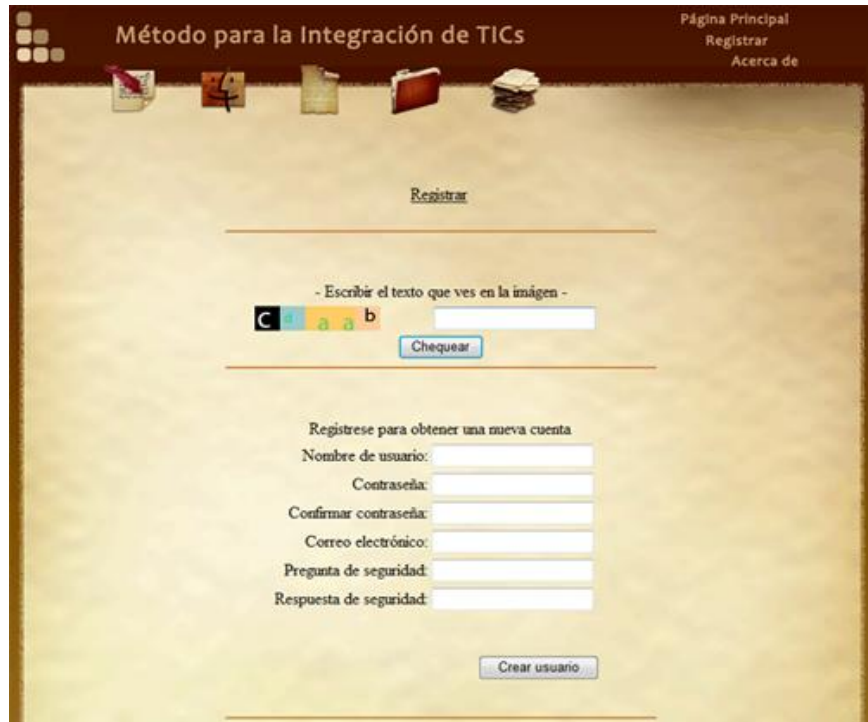 Método para la Integración de TICs
Página Principal
Registrar
Acerca de
Registrar
- Escribir el texto que ves en la imágen -
C a a a b
Chequear
Registrese para obtener una nueva cuenta
Nombre de usuario:
Contraseña:
Confirmar contraseña:
Correo electrónico:
Pregunta de seguridad:
Respuesta de seguridad:
Crear usuario